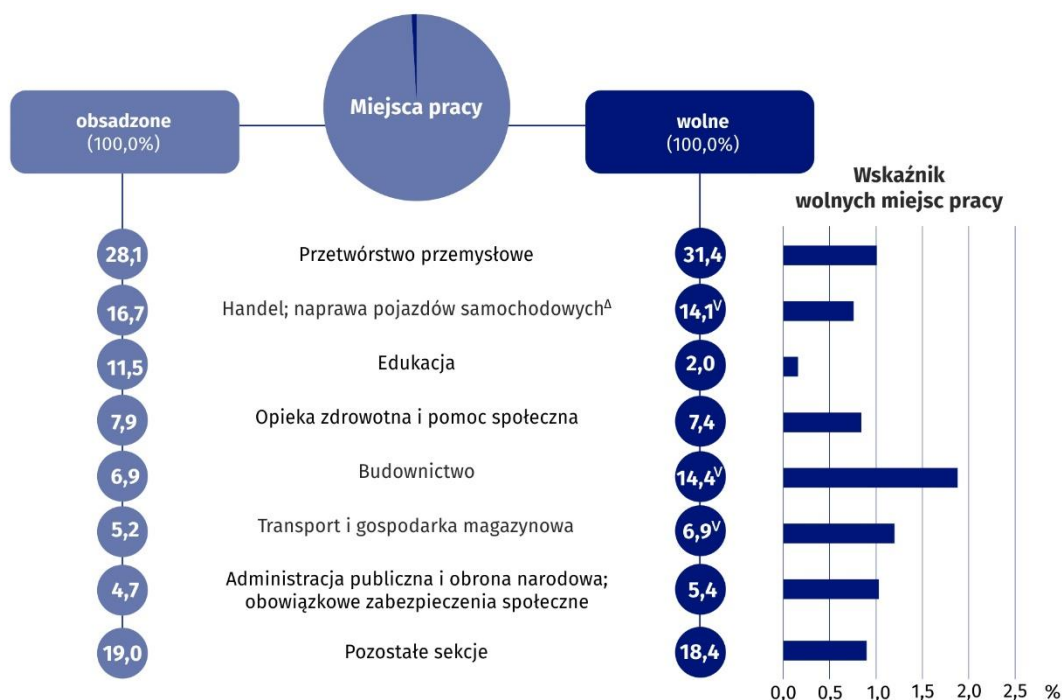 Miejsca pracy
obsadzone
(100,0%)
wolne
(100,0%)
Wskaźnik
wolnych miejsc pracy
28,1 Przetwórstwo przemysłowe 31,4
16,7 Handel; naprawa pojazdów samochodowych^Δ 14,1^V
11,5 Edukacja 2,0
7,9 Opieka zdrowotna i pomoc społeczna 7,4
6,9 Budownictwo 14,4^V
5,2 Transport i gospodarka magazynowa 6,9^V
4,7 Administracja publiczna i obrona narodowa; 5,4
obowiązkowe zabezpieczenia społeczne
19,0 Pozostałe sekcje 18,4
0,0 0,5 1,0 1,5 2,0 2,5 %